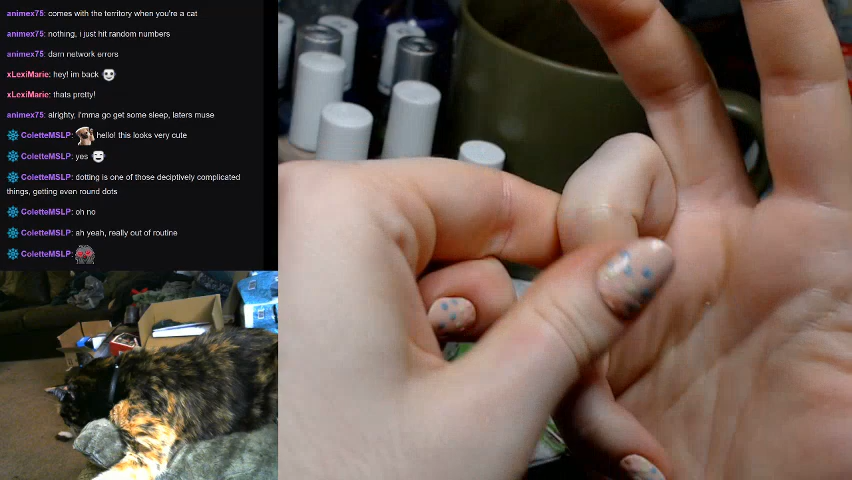 animex75: comes with the territory when you're a cat
animex75: nothing, i just hit random numbers
animex75: darn network errors
xLexiMarie: hey! im back
xLexiMarie: thats pretty!
animex75: alrighty, i'mma go get some sleep, laters muse
ColetteMSLP: hello! this looks very cute
ColetteMSLP: yes
ColetteMSLP: dotting is one of those deciptively complicated
things, getting even round dots
ColetteMSLP: oh no
ColetteMSLP: ah yeah, really out of routine
ColetteMSLP: